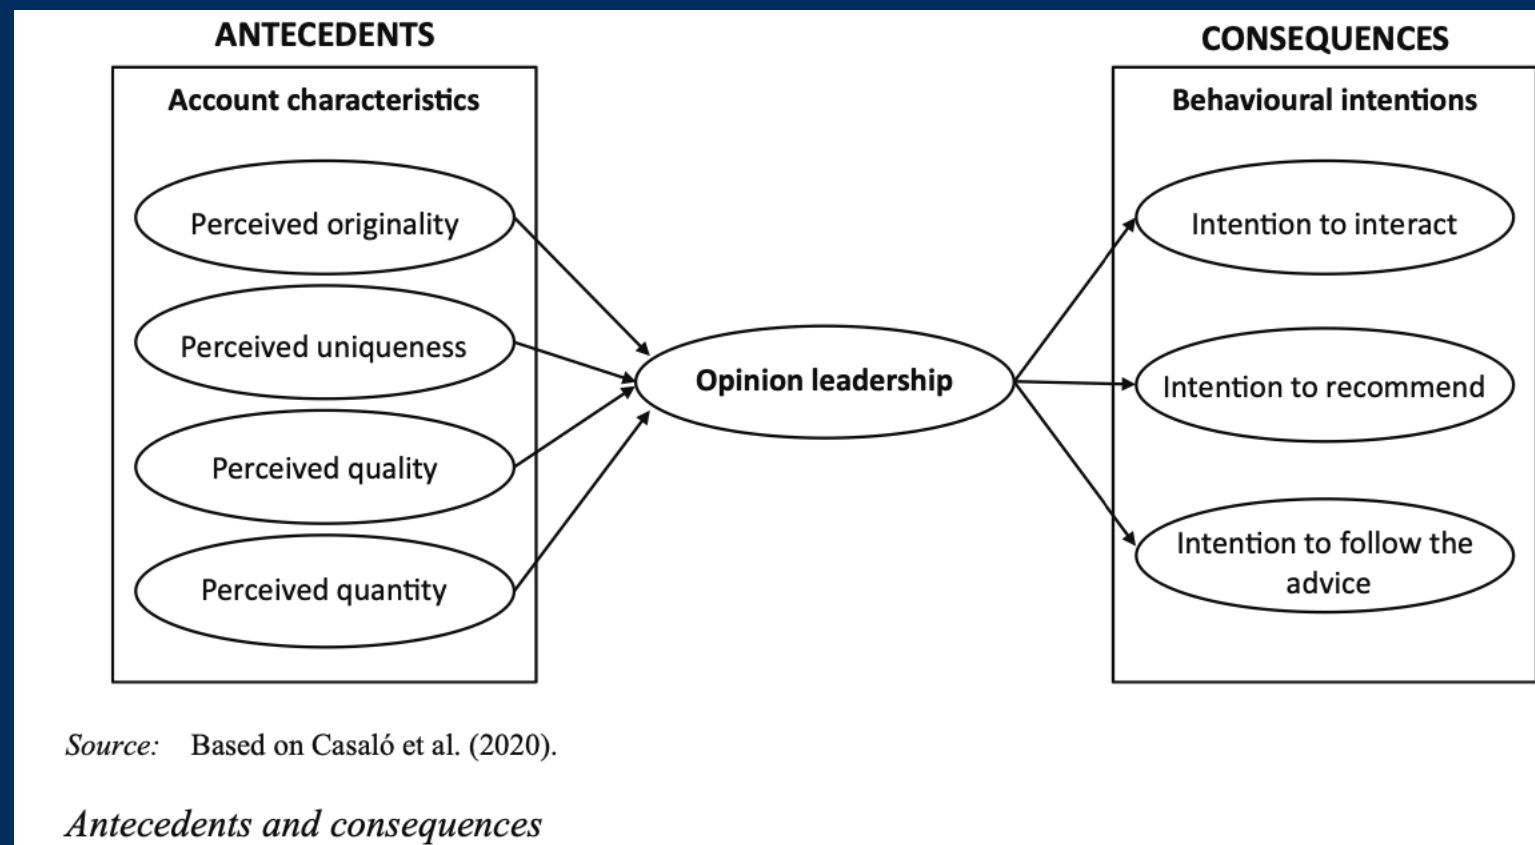 ANTECEDENTS
Account characteristics
Perceived originality
Perceived uniqueness
Perceived quality
Perceived quantity
Opinion leadership
CONSEQUENCES
Behavioural intentions
Intention to interact
Intention to recommend
Intention to follow the
advice
Source: Based on Casaló et al. (2020).
Antecedents and consequences